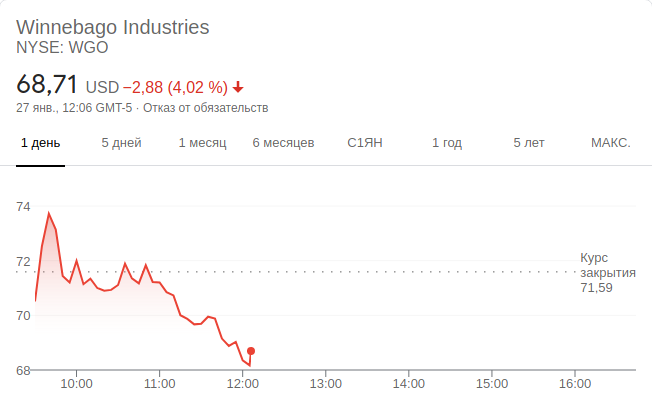 Winnebago Industries
NYSE: WGO
68,71 USD −2,88 (4,02 %)
27 янв., 12:06 GMT-5 · Отказ от обязательств
1 день 5 дней 1 месяц 6 месяцев С1ЯН 1 год 5 лет МАКС.
74
72
70
68
Курс
закрытия
71,59
10:00 11:00 12:00 13:00 14:00 15:00 16:00